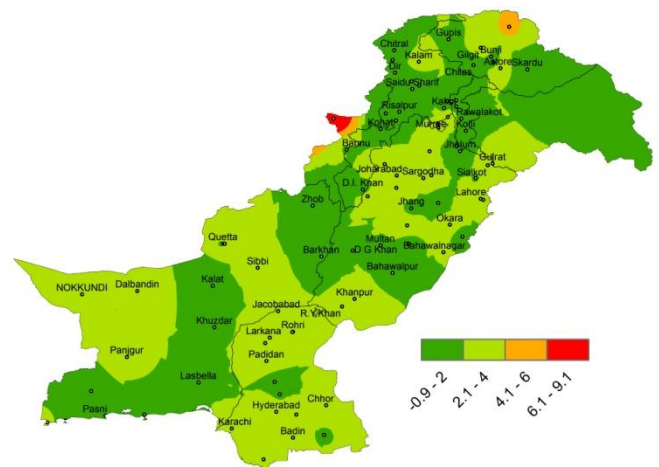 Gupis
Chitral
Kalam
Gilgit
Bunji
Dir
Astore
Skardu
Chilas
Saidu Sharif
Kakul
Risalpur
Rawalakot
Kohat
Murree
Kotli
Bannu
Jhelum
Gujrat
Joharabad
Sargodha
Sialkot
D.I. Khan
Zhob
Jhang
Lahore
Okara
Quetta
Multan
Sibbi
Barkhan
D G Khan
Bahawalnagar
Bahawalpur
NOKKUNDI
Dalbandin
Kalat
Khanpur
Jacobabad
R.Y.Khan
Khuzdar
Larkana
Rohri
Panjgur
Padidan
Lasbella
Pasni
Hyderabad
Chhor
Karachi
Badin
-0.9 - 2
2.1 - 4
4.1 - 6
6.1 - 9.1